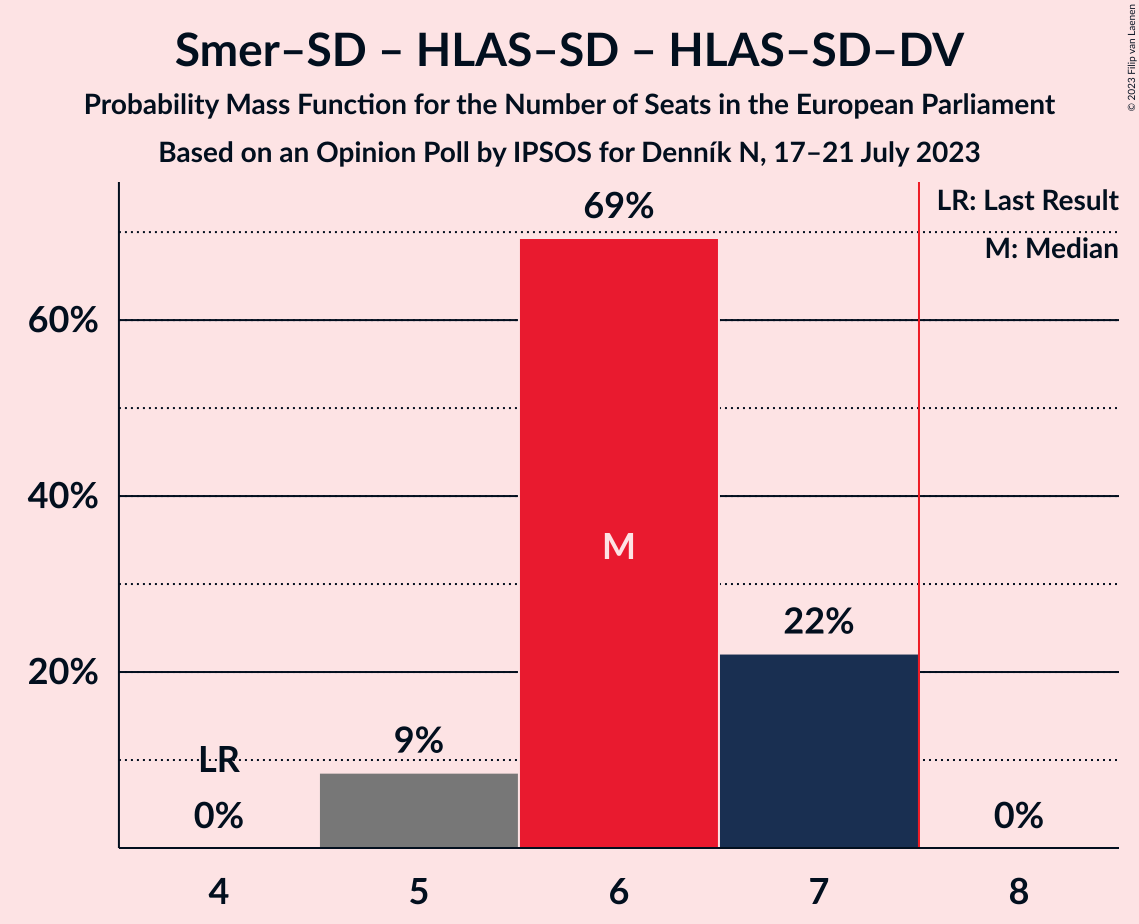 Smer–SD – HLAS–SD – HLAS–SD–DV
Probability Mass Function for the Number of Seats in the European Parliament
Based on an Opinion Poll by IPSOS for Denník N, 17–21 July 2023
© 2023 Filip van Laenen
LR: Last Result
M: Median
69%
60%
40%
M
22%
20%
9%
LR
0%
0%
4 5 6 7 8